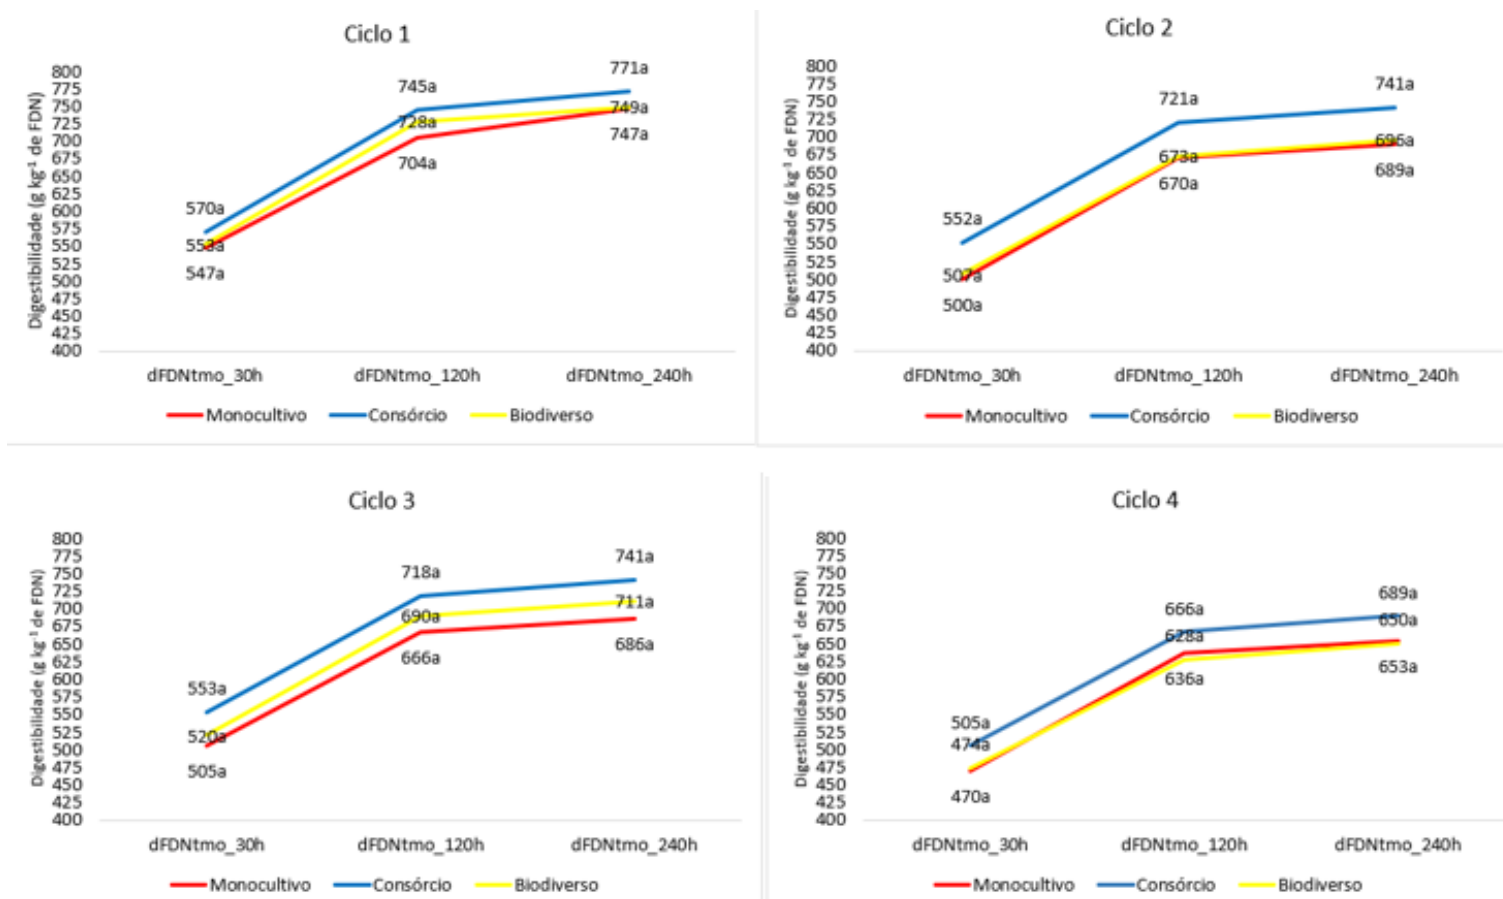 Ciclo 1
Digestibilidade (g kg⁻¹ de FDN)
800
775
750
725
700
675
650
625
600
575
550
525
500
475
450
425
400
570a
553a
547a
745a
728a
704a
771a
749a
747a
dFDNtmo_30h dFDNtmo_120h dFDNtmo_240h
Monocultivo Consórcio Biodiverso
Ciclo 2
Digestibilidade (g kg⁻¹ de FDN)
800
775
750
725
700
675
650
625
600
575
550
525
500
475
450
425
400
552a
507a
500a
721a
673a
670a
741a
696a
689a
dFDNtmo_30h dFDNtmo_120h dFDNtmo_240h
Monocultivo Consórcio Biodiverso
Ciclo 3
Digestibilidade (g kg⁻¹ de FDN)
800
775
750
725
700
675
650
625
600
575
550
525
500
475
450
425
400
553a
520a
505a
718a
690a
666a
741a
711a
686a
dFDNtmo_30h dFDNtmo_120h dFDNtmo_240h
Monocultivo Consórcio Biodiverso
Ciclo 4
Digestibilidade (g kg⁻¹ de FDN)
800
775
750
725
700
675
650
625
600
575
550
525
500
475
450
425
400
505a
474a
470a
666a
628a
636a
689a
650a
653a
dFDNtmo_30h dFDNtmo_120h dFDNtmo_240h
Monocultivo Consórcio Biodiverso